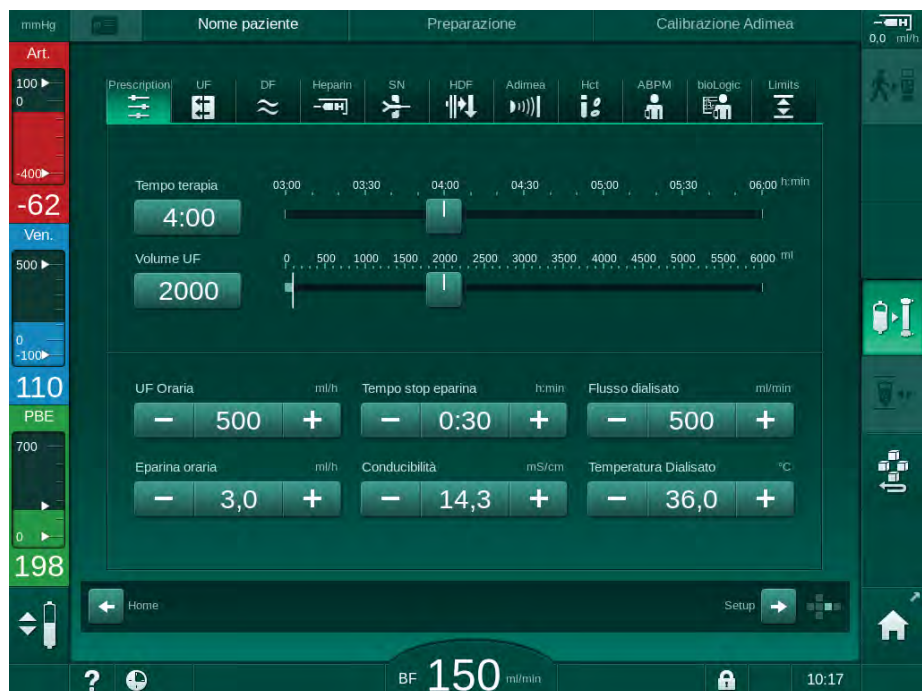 mmHg
Nome paziente
Preparazione
Calibrazione Adimea
0,0 ml/h
Art.
100
0
-400
-62
Ven.
500
0
-100
110
PBE
700
0
198
Prescription
UF
DF
Heparin
SN
HDF
Adimea
Hct
ABPM
bioLogic
Limits
Tempo terapia
03:00 03:30 04:00 04:30 05:00 05:30 06:00 h:min
4:00
Volume UF
0 500 1000 1500 2000 2500 3000 3500 4000 4500 5000 5500 6000 ml
2000
UF Oraria ml/h
Tempo stop eparina h:min
Flusso dialisato ml/min
− 500 +
− 0:30 +
− 500 +
Eparina oraria ml/h
Conducibilità mS/cm
Temperatura Dialisato °C
− 3,0 +
− 14,3 +
− 36,0 +
Home
Setup
?
BF 150 ml/min
10:17